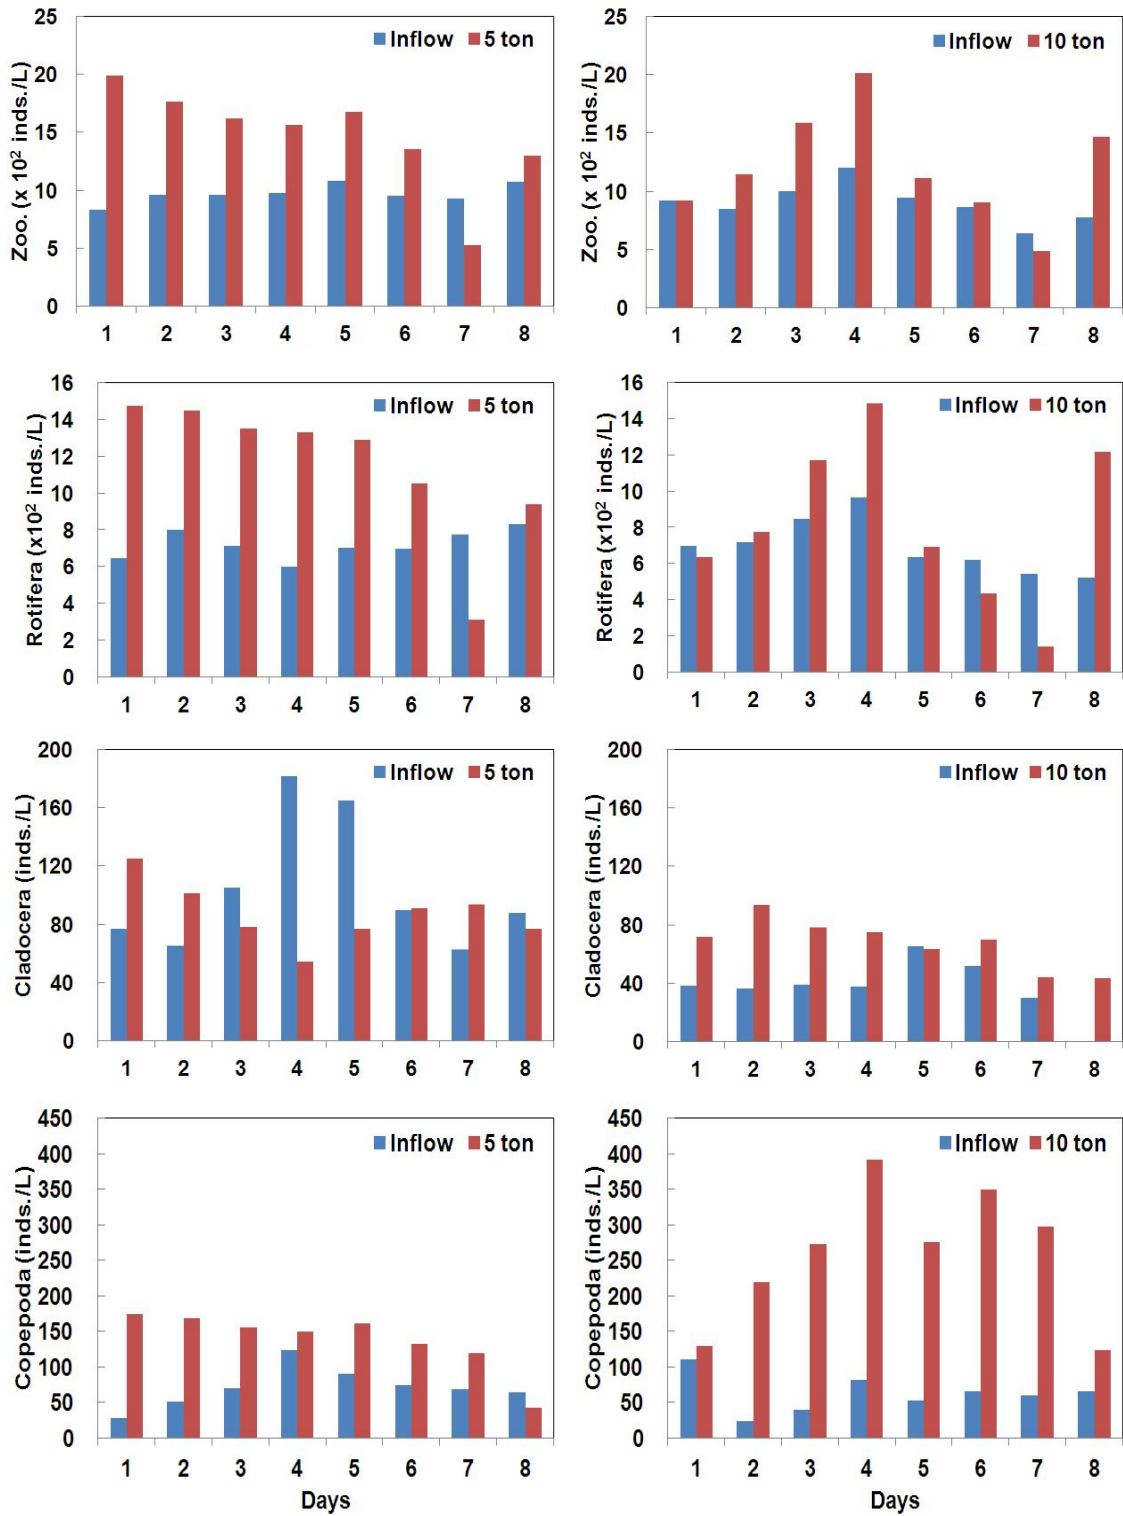 Zoo. (x 10² inds./L)
25
20
15
10
5
0
Inflow 5 ton
1 2 3 4 5 6 7 8
Zoo. (x 10² inds./L)
25
20
15
10
5
0
Inflow 10 ton
1 2 3 4 5 6 7 8
Rotifera (x10² inds./L)
16
14
12
10
8
6
4
2
0
Inflow 5 ton
1 2 3 4 5 6 7 8
Rotifera (x10² inds./L)
16
14
12
10
8
6
4
2
0
Inflow 10 ton
1 2 3 4 5 6 7 8
Cladocera (inds./L)
200
160
120
80
40
0
Inflow 5 ton
1 2 3 4 5 6 7 8
Cladocera (inds./L)
200
160
120
80
40
0
Inflow 10 ton
1 2 3 4 5 6 7 8
Copepoda (inds./L)
450
400
350
300
250
200
150
100
50
0
Inflow 5 ton
1 2 3 4 5 6 7 8
Days
Copepoda (inds./L)
450
400
350
300
250
200
150
100
50
0
Inflow 10 ton
1 2 3 4 5 6 7 8
Days